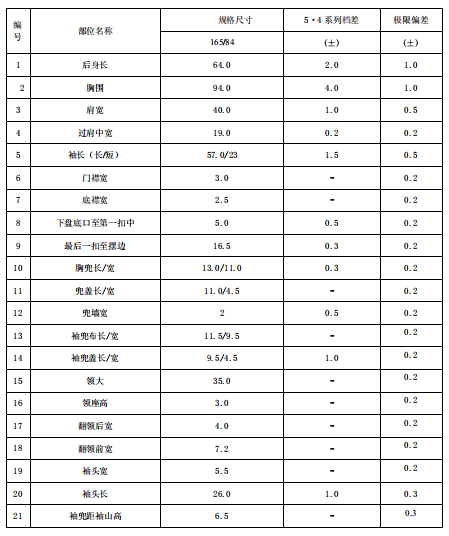 编号 部位名称 规格尺寸 5·4系列档差 极限偏差
165/84 (±) (±)
1 后身长 64.0 2.0 1.0
2 胸围 94.0 4.0 1.0
3 肩宽 40.0 1.0 0.5
4 过肩中宽 19.0 0.2 0.2
5 袖长（长/短） 57.0/23 1.5 0.5
6 门襟宽 3.0 - 0.2
7 底襟宽 2.5 - 0.2
8 下盘底口至第一扣中 5.0 0.5 0.2
9 最后一扣至摆边 16.5 0.3 0.2
10 胸兜长/宽 13.0/11.0 0.3 0.2
11 兜盖长/宽 11.0/4.5 - 0.2
12 兜墙宽 2 0.5 0.2
13 袖兜布长/宽 11.5/9.5 - 0.2
14 袖兜盖长/宽 9.5/4.5 1.0 0.2
15 领大 35.0 - 0.2
16 领座高 3.0 - 0.2
17 翻领后宽 4.0 - 0.2
18 翻领前宽 7.2 - 0.2
19 袖头宽 5.5 - 0.2
20 袖头长 26.0 1.0 0.3
21 袖兜距袖山高 6.5 - 0.3